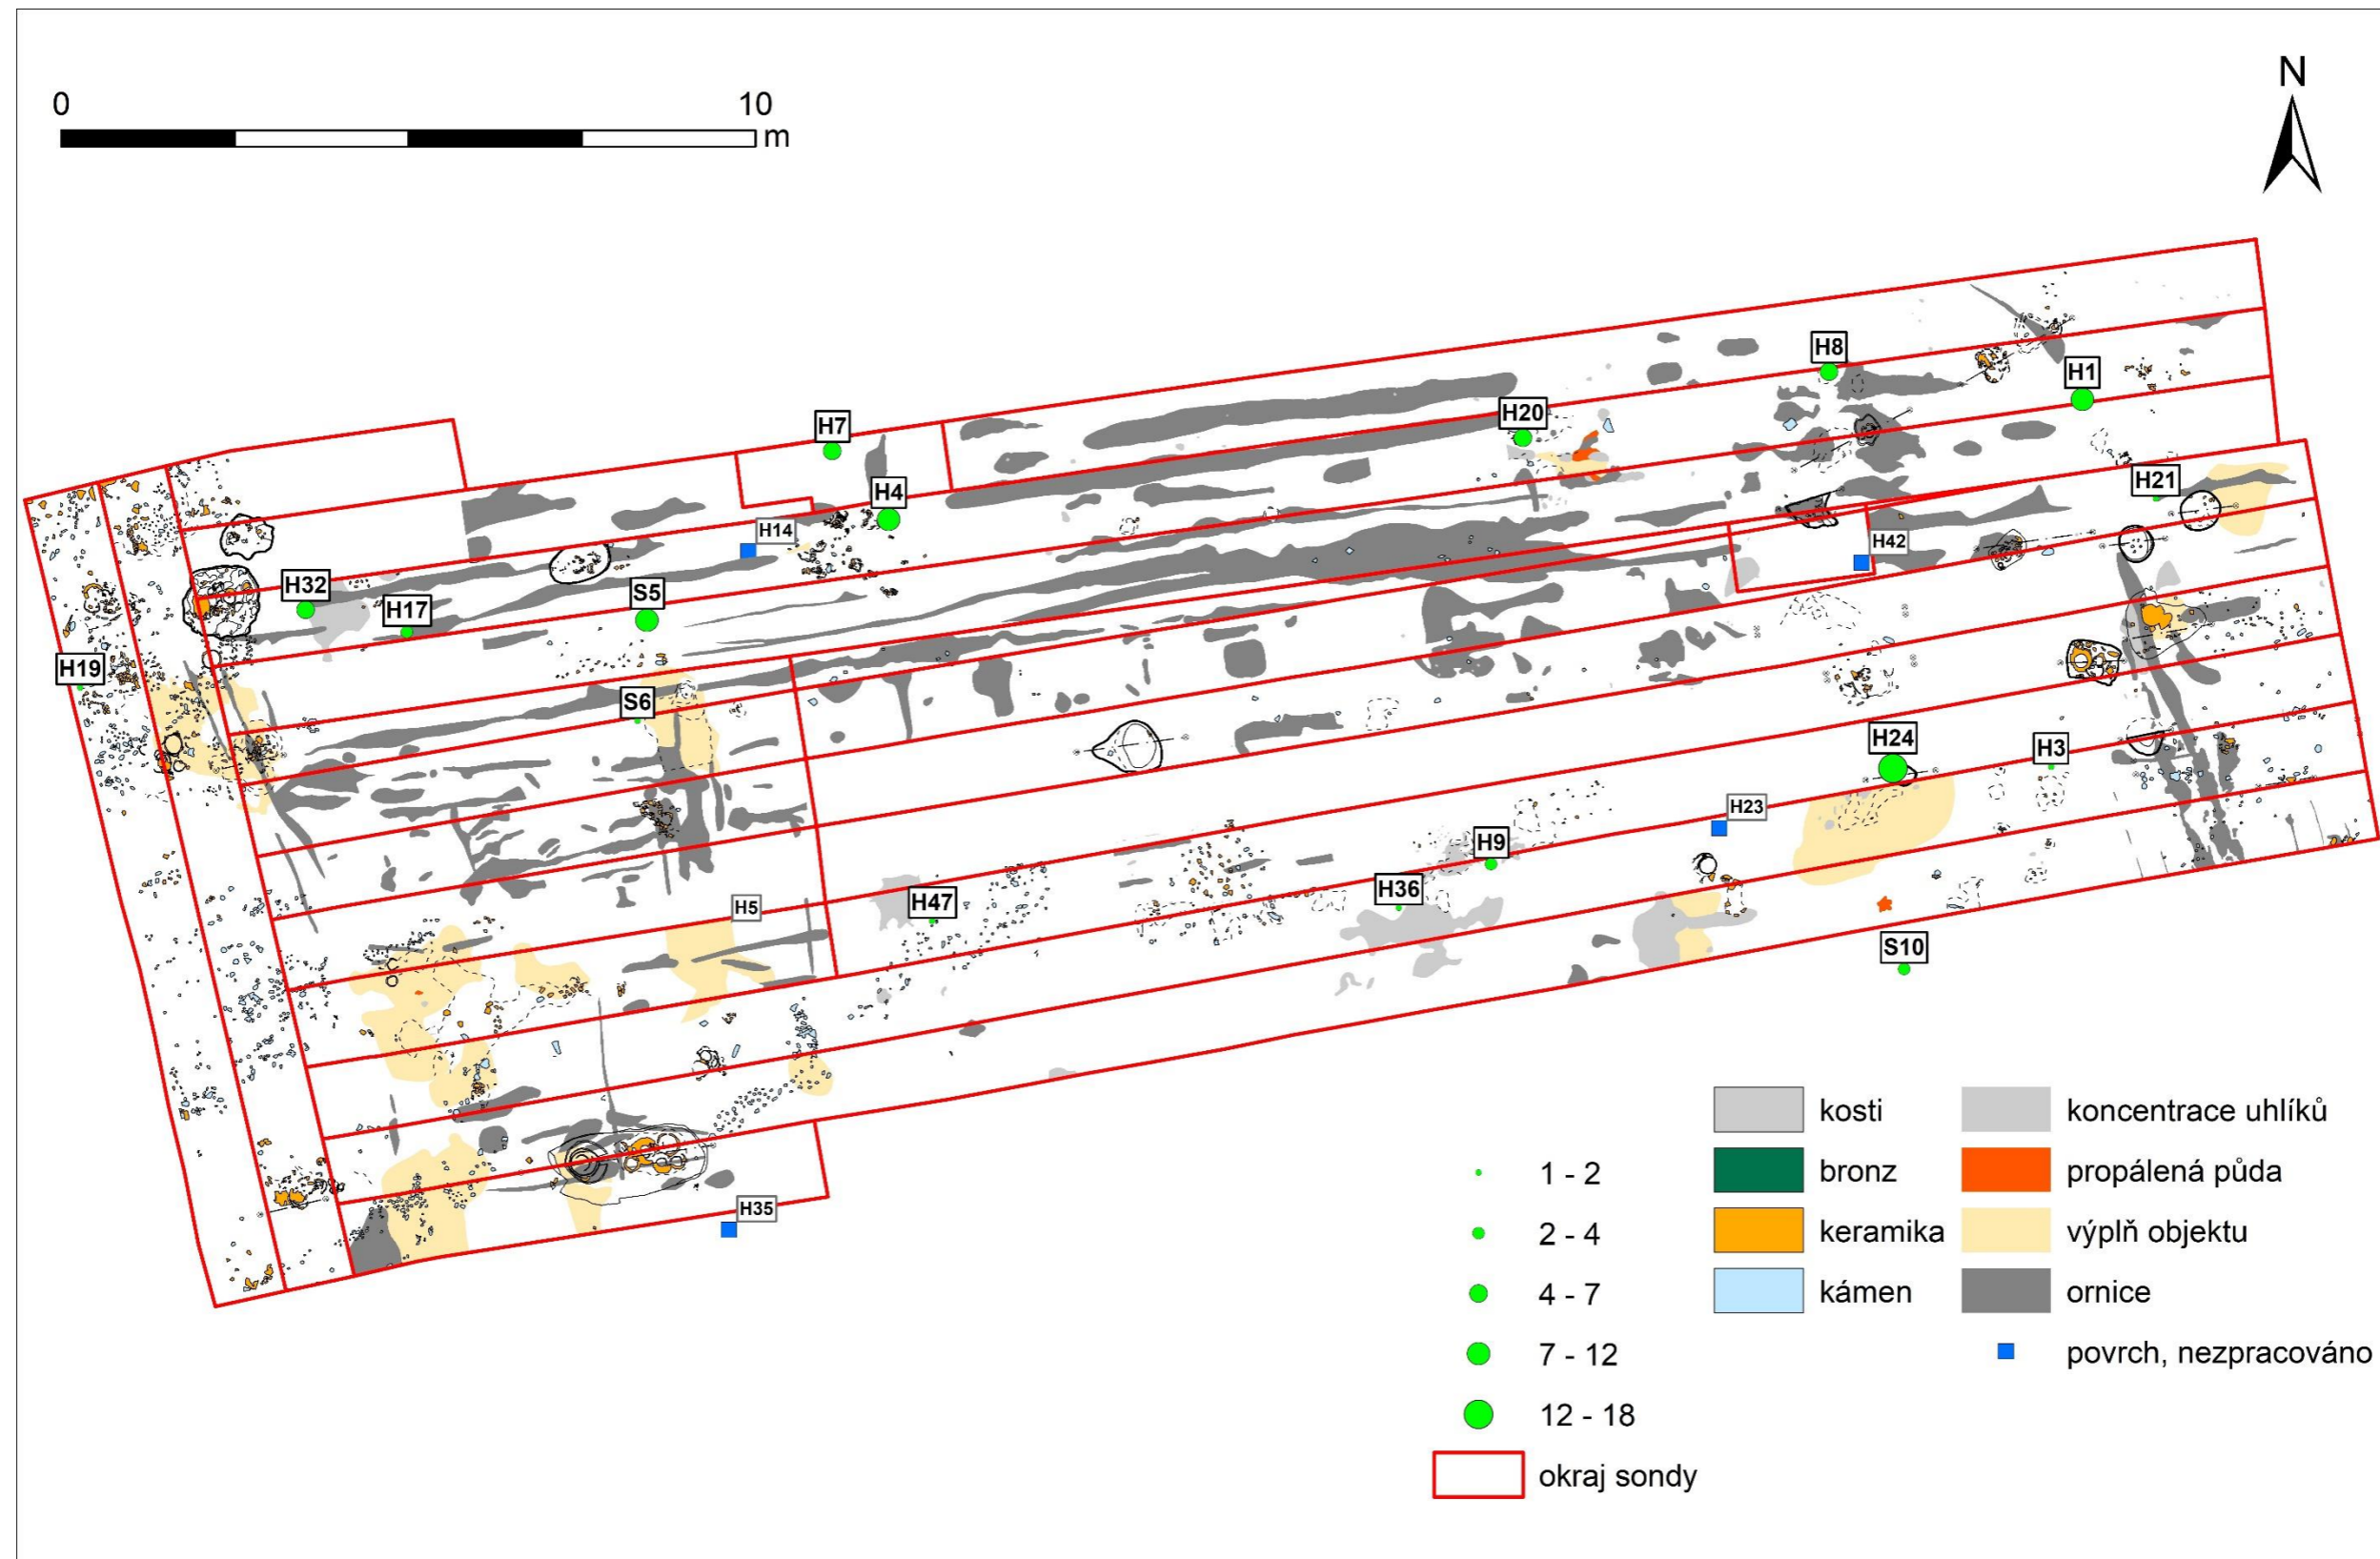 0 10
m
N
H8
H1
H7
H20
H4
H21
H14
H42
H32
S5
H17
H19
S6
H24
H3
H23
H9
H5
H47
H36
S10
H35
1 - 2
2 - 4
4 - 7
7 - 12
12 - 18
okraj sondy
kosti
bronz
keramika
kámen
koncentrace uhlíků
propálená půda
výplň objektu
ornice
povrch, nezpracováno